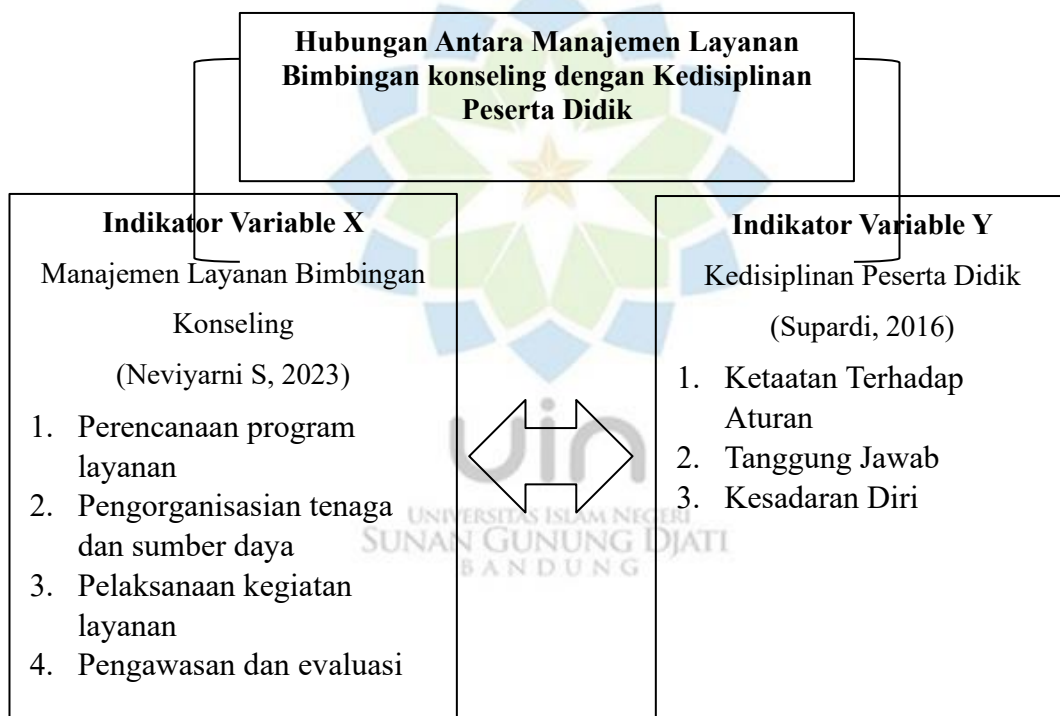 Hubungan Antara Manajemen Layanan
Bimbingan konseling dengan Kedisiplinan
Peserta Didik
Indikator Variable X
Manajemen Layanan Bimbingan
Konseling
(Neviyarni S, 2023)
1. Perencanaan program
layanan
2. Pengorganisasian tenaga
dan sumber daya
3. Pelaksanaan kegiatan
layanan
4. Pengawasan dan evaluasi
Indikator Variable Y
Kedisiplinan Peserta Didik
(Supardi, 2016)
1. Ketaatan Terhadap
Aturan
2. Tanggung Jawab
3. Kesadaran Diri
uin
UNIVERSITAS ISLAM NEGERI
SUNAN GUNUNG DJATI
BANDUNG